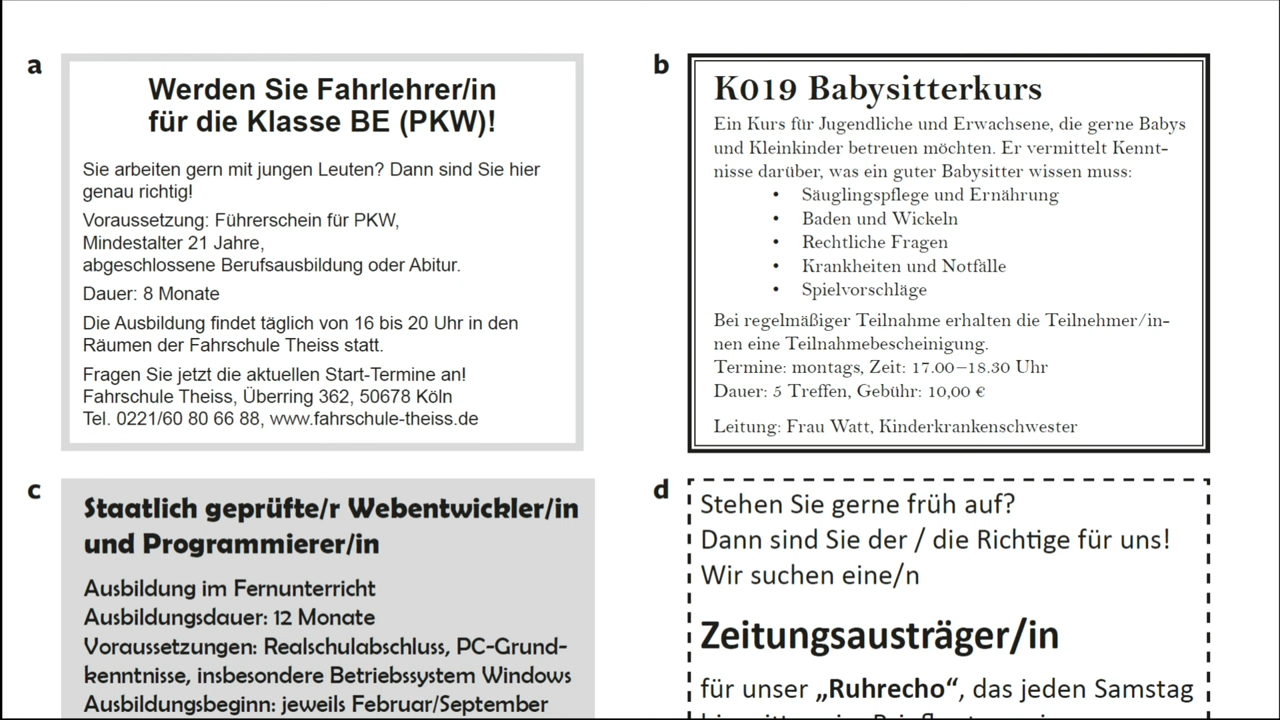 a
Werden Sie Fahrlehrer/in
für die Klasse BE (PKW)!
Sie arbeiten gern mit jungen Leuten? Dann sind Sie hier
genau richtig!
Voraussetzung: Führerschein für PKW,
Mindestalter 21 Jahre,
abgeschlossene Berufsausbildung oder Abitur.
Dauer: 8 Monate
Die Ausbildung findet täglich von 16 bis 20 Uhr in den
Räumen der Fahrschule Theiss statt.
Fragen Sie jetzt die aktuellen Start-Termine an!
Fahrschule Theiss, Überring 362, 50678 Köln
Tel. 0221/60 80 66 88, www.fahrschule-theiss.de
b
K019 Babysitterkurs
Ein Kurs für Jugendliche und Erwachsene, die gerne Babys
und Kleinkinder betreuen möchten. Er vermittelt Kennt-
nisse darüber, was ein guter Babysitter wissen muss:
• Säuglingspflege und Ernährung
• Baden und Wickeln
• Rechtliche Fragen
• Krankheiten und Notfälle
• Spielvorschläge
Bei regelmäßiger Teilnahme erhalten die Teilnehmer/in-
nen eine Teilnahmebescheinigung.
Termine: montags, Zeit: 17.00–18.30 Uhr
Dauer: 5 Treffen, Gebühr: 10,00 €
Leitung: Frau Watt, Kinderkrankenschwester
c
Staatlich geprüfte/r Webentwickler/in
und Programmierer/in
Ausbildung im Fernunterricht
Ausbildungsdauer: 12 Monate
Voraussetzungen: Realschulabschluss, PC-Grund-
kenntnisse, insbesondere Betriebssystem Windows
Ausbildungsbeginn: jeweils Februar/September
d
Stehen Sie gerne früh auf?
Dann sind Sie der / die Richtige für uns!
Wir suchen eine/n
Zeitungsausträger/in
für unser „Ruhrecho“, das jeden Samstag